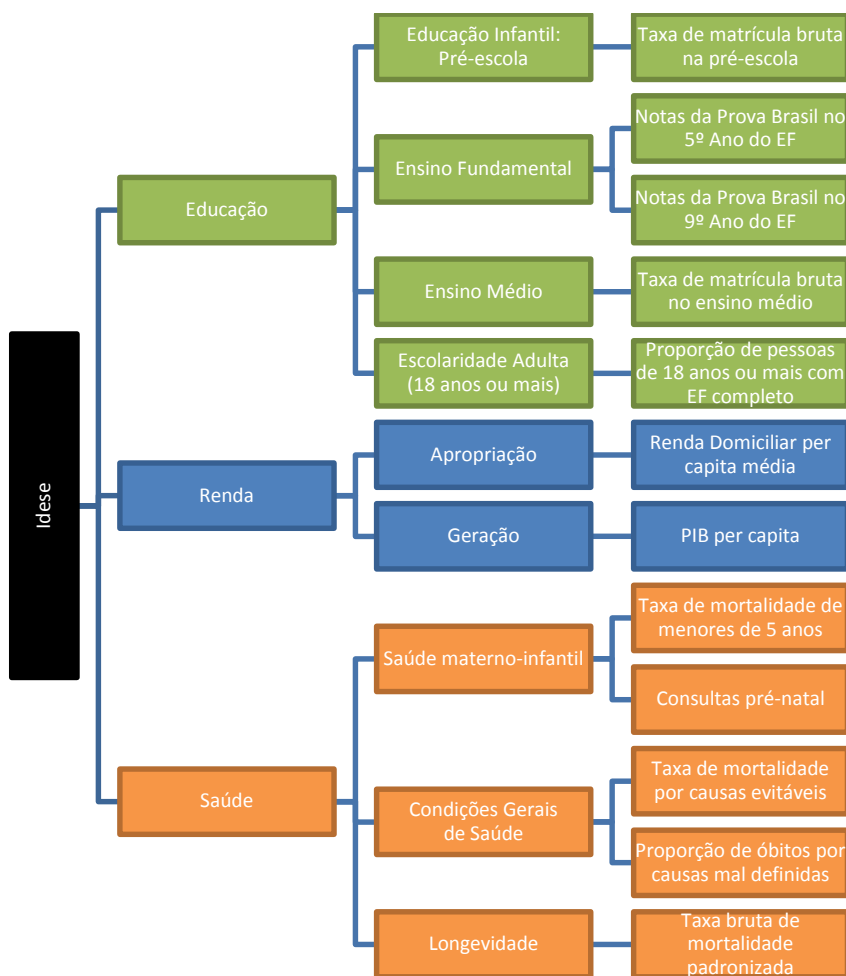 Idese
Educação
Educação Infantil:
Pré-escola
Taxa de matrícula bruta
na pré-escola
Ensino Fundamental
Notas da Prova Brasil no
5º Ano do EF
Notas da Prova Brasil no
9º Ano do EF
Ensino Médio
Taxa de matrícula bruta
no ensino médio
Escolaridade Adulta
(18 anos ou mais)
Proporção de pessoas
de 18 anos ou mais com
EF completo
Renda
Apropriação
Renda Domiciliar per
capita média
Geração
PIB per capita
Saúde
Saúde materno-infantil
Taxa de mortalidade de
menores de 5 anos
Consultas pré-natal
Condições Gerais
de Saúde
Taxa de mortalidade
por causas evitáveis
Proporção de óbitos por
causas mal definidas
Longevidade
Taxa bruta de
mortalidade
padronizada